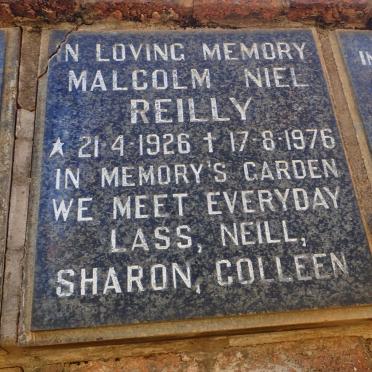 IN LOVING MEMORY
MALCOLM NIEL
REILLY
☆ 21-4-1926 † 17-8-1976
IN MEMORY'S GARDEN
WE MEET EVERYDAY
LASS, NEILL,
SHARON, COLLEEN